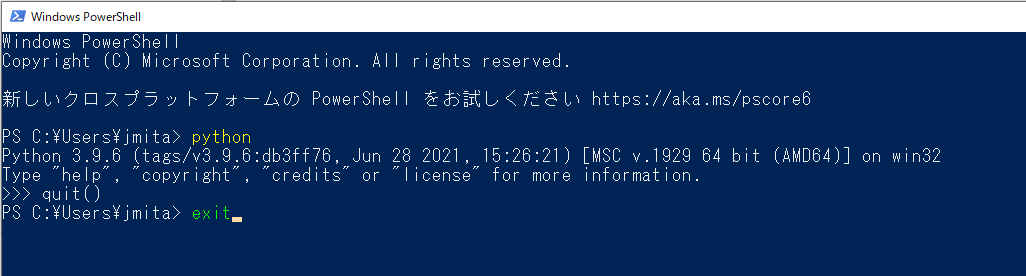 Windows PowerShell
Windows PowerShell
Copyright (C) Microsoft Corporation. All rights reserved.
新しいクロスプラットフォームの PowerShell をお試しください https://aka.ms/pscore6
PS C:¥Users¥jmita> python
Python 3.9.6 (tags/v3.9.6:db3ff76, Jun 28 2021, 15:26:21) [MSC v.1929 64 bit (AMD64)] on win32
Type "help", "copyright", "credits" or "license" for more information.
>>> quit()
PS C:¥Users¥jmita> exit